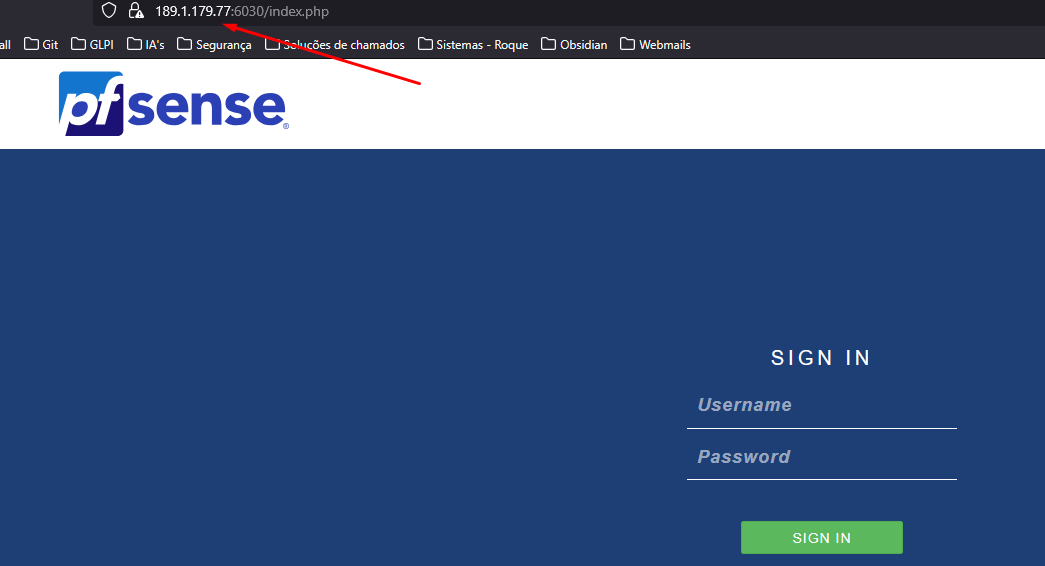 189.1.179.77:6030/index.php
all Git GLPI IA's Segurança Soluções de chamados Sistemas - Roque Obsidian Webmails
pfsense®
SIGN IN
Username
Password
SIGN IN